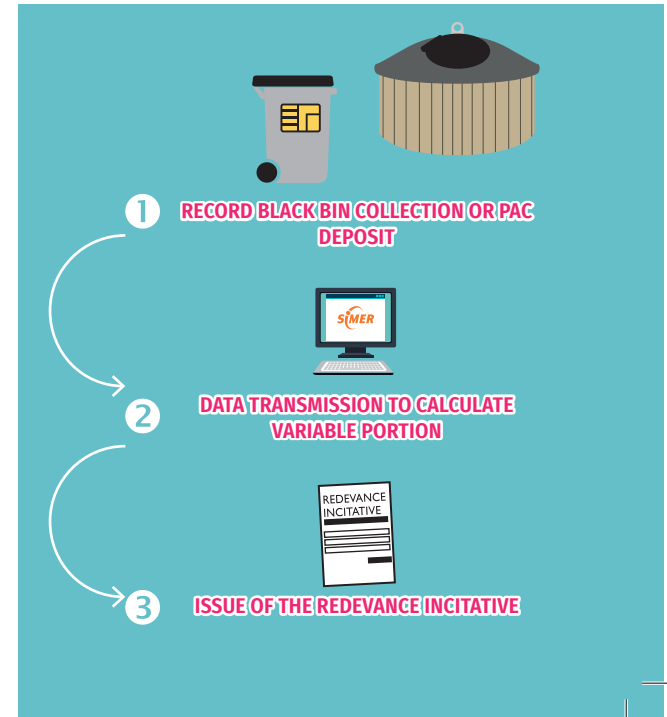 1 RECORD BLACK BIN COLLECTION OR PAC
DEPOSIT
SIMER
2 DATA TRANSMISSION TO CALCULATE
VARIABLE PORTION
REDEVANCE
INCITATIVE
3 ISSUE OF THE REDEVANCE INCITATIVE